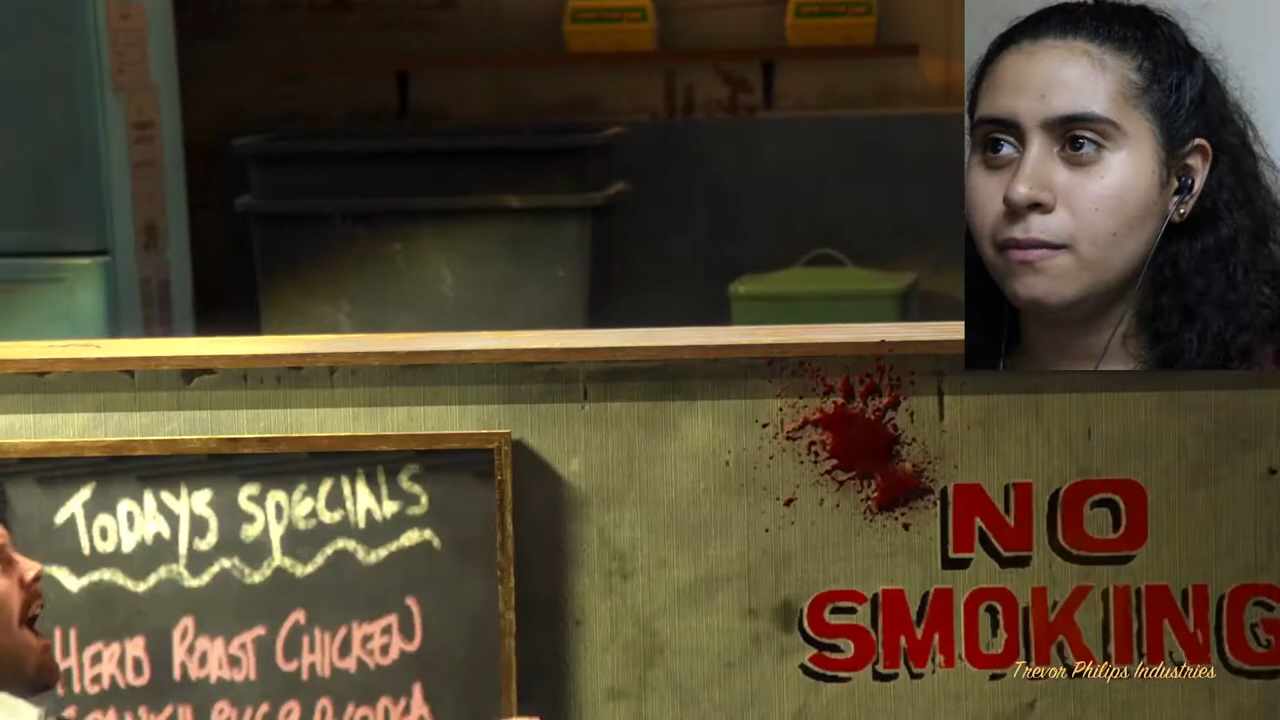 TODAYS SPECIALS
HERB ROAST CHICKEN
NO
SMOKING
Trevor Philips Industries